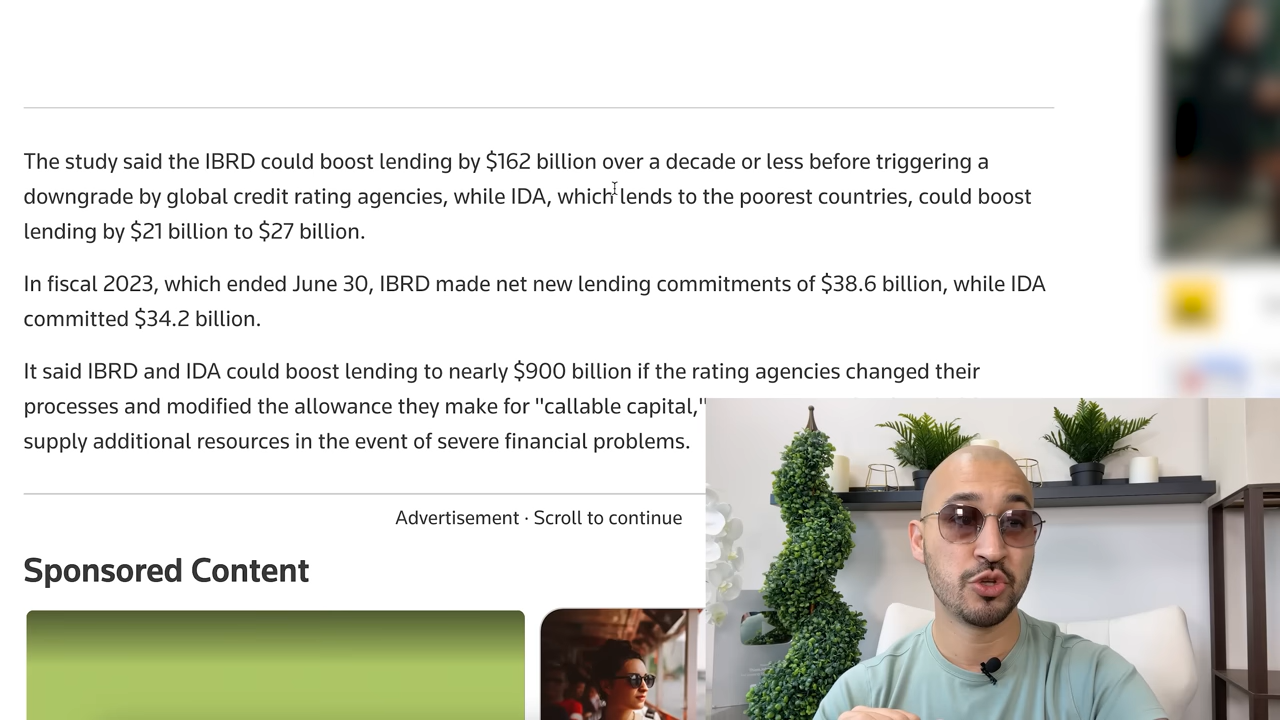 The study said the IBRD could boost lending by $162 billion over a decade or less before triggering a
downgrade by global credit rating agencies, while IDA, which lends to the poorest countries, could boost
lending by $21 billion to $27 billion.
In fiscal 2023, which ended June 30, IBRD made net new lending commitments of $38.6 billion, while IDA
committed $34.2 billion.
It said IBRD and IDA could boost lending to nearly $900 billion if the rating agencies changed their
processes and modified the allowance they make for "callable capital,"
supply additional resources in the event of severe financial problems.
Advertisement · Scroll to continue
Sponsored Content